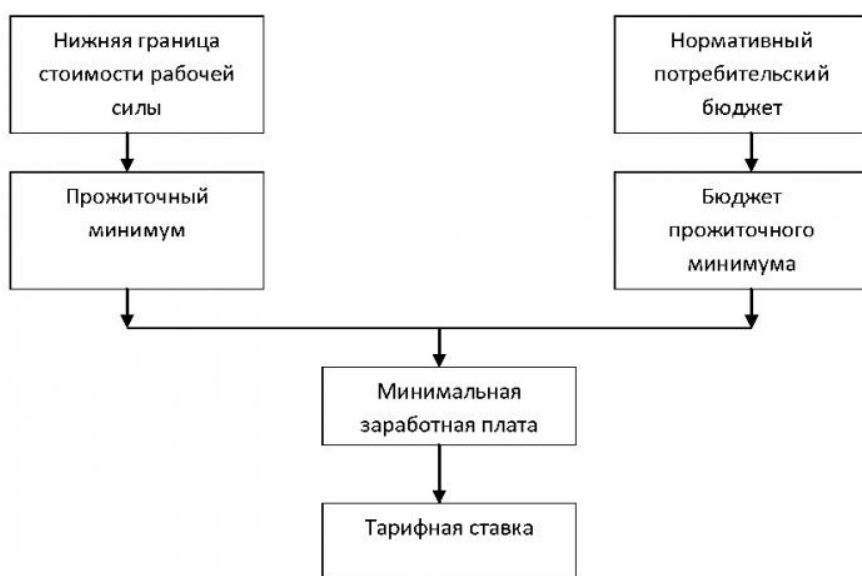 Нижняя граница
стоимости рабочей
силы
Нормативный
потребительский
бюджет
Прожиточный
минимум
Бюджет
прожиточного
минимума
Минимальная
заработная плата
Тарифная ставка